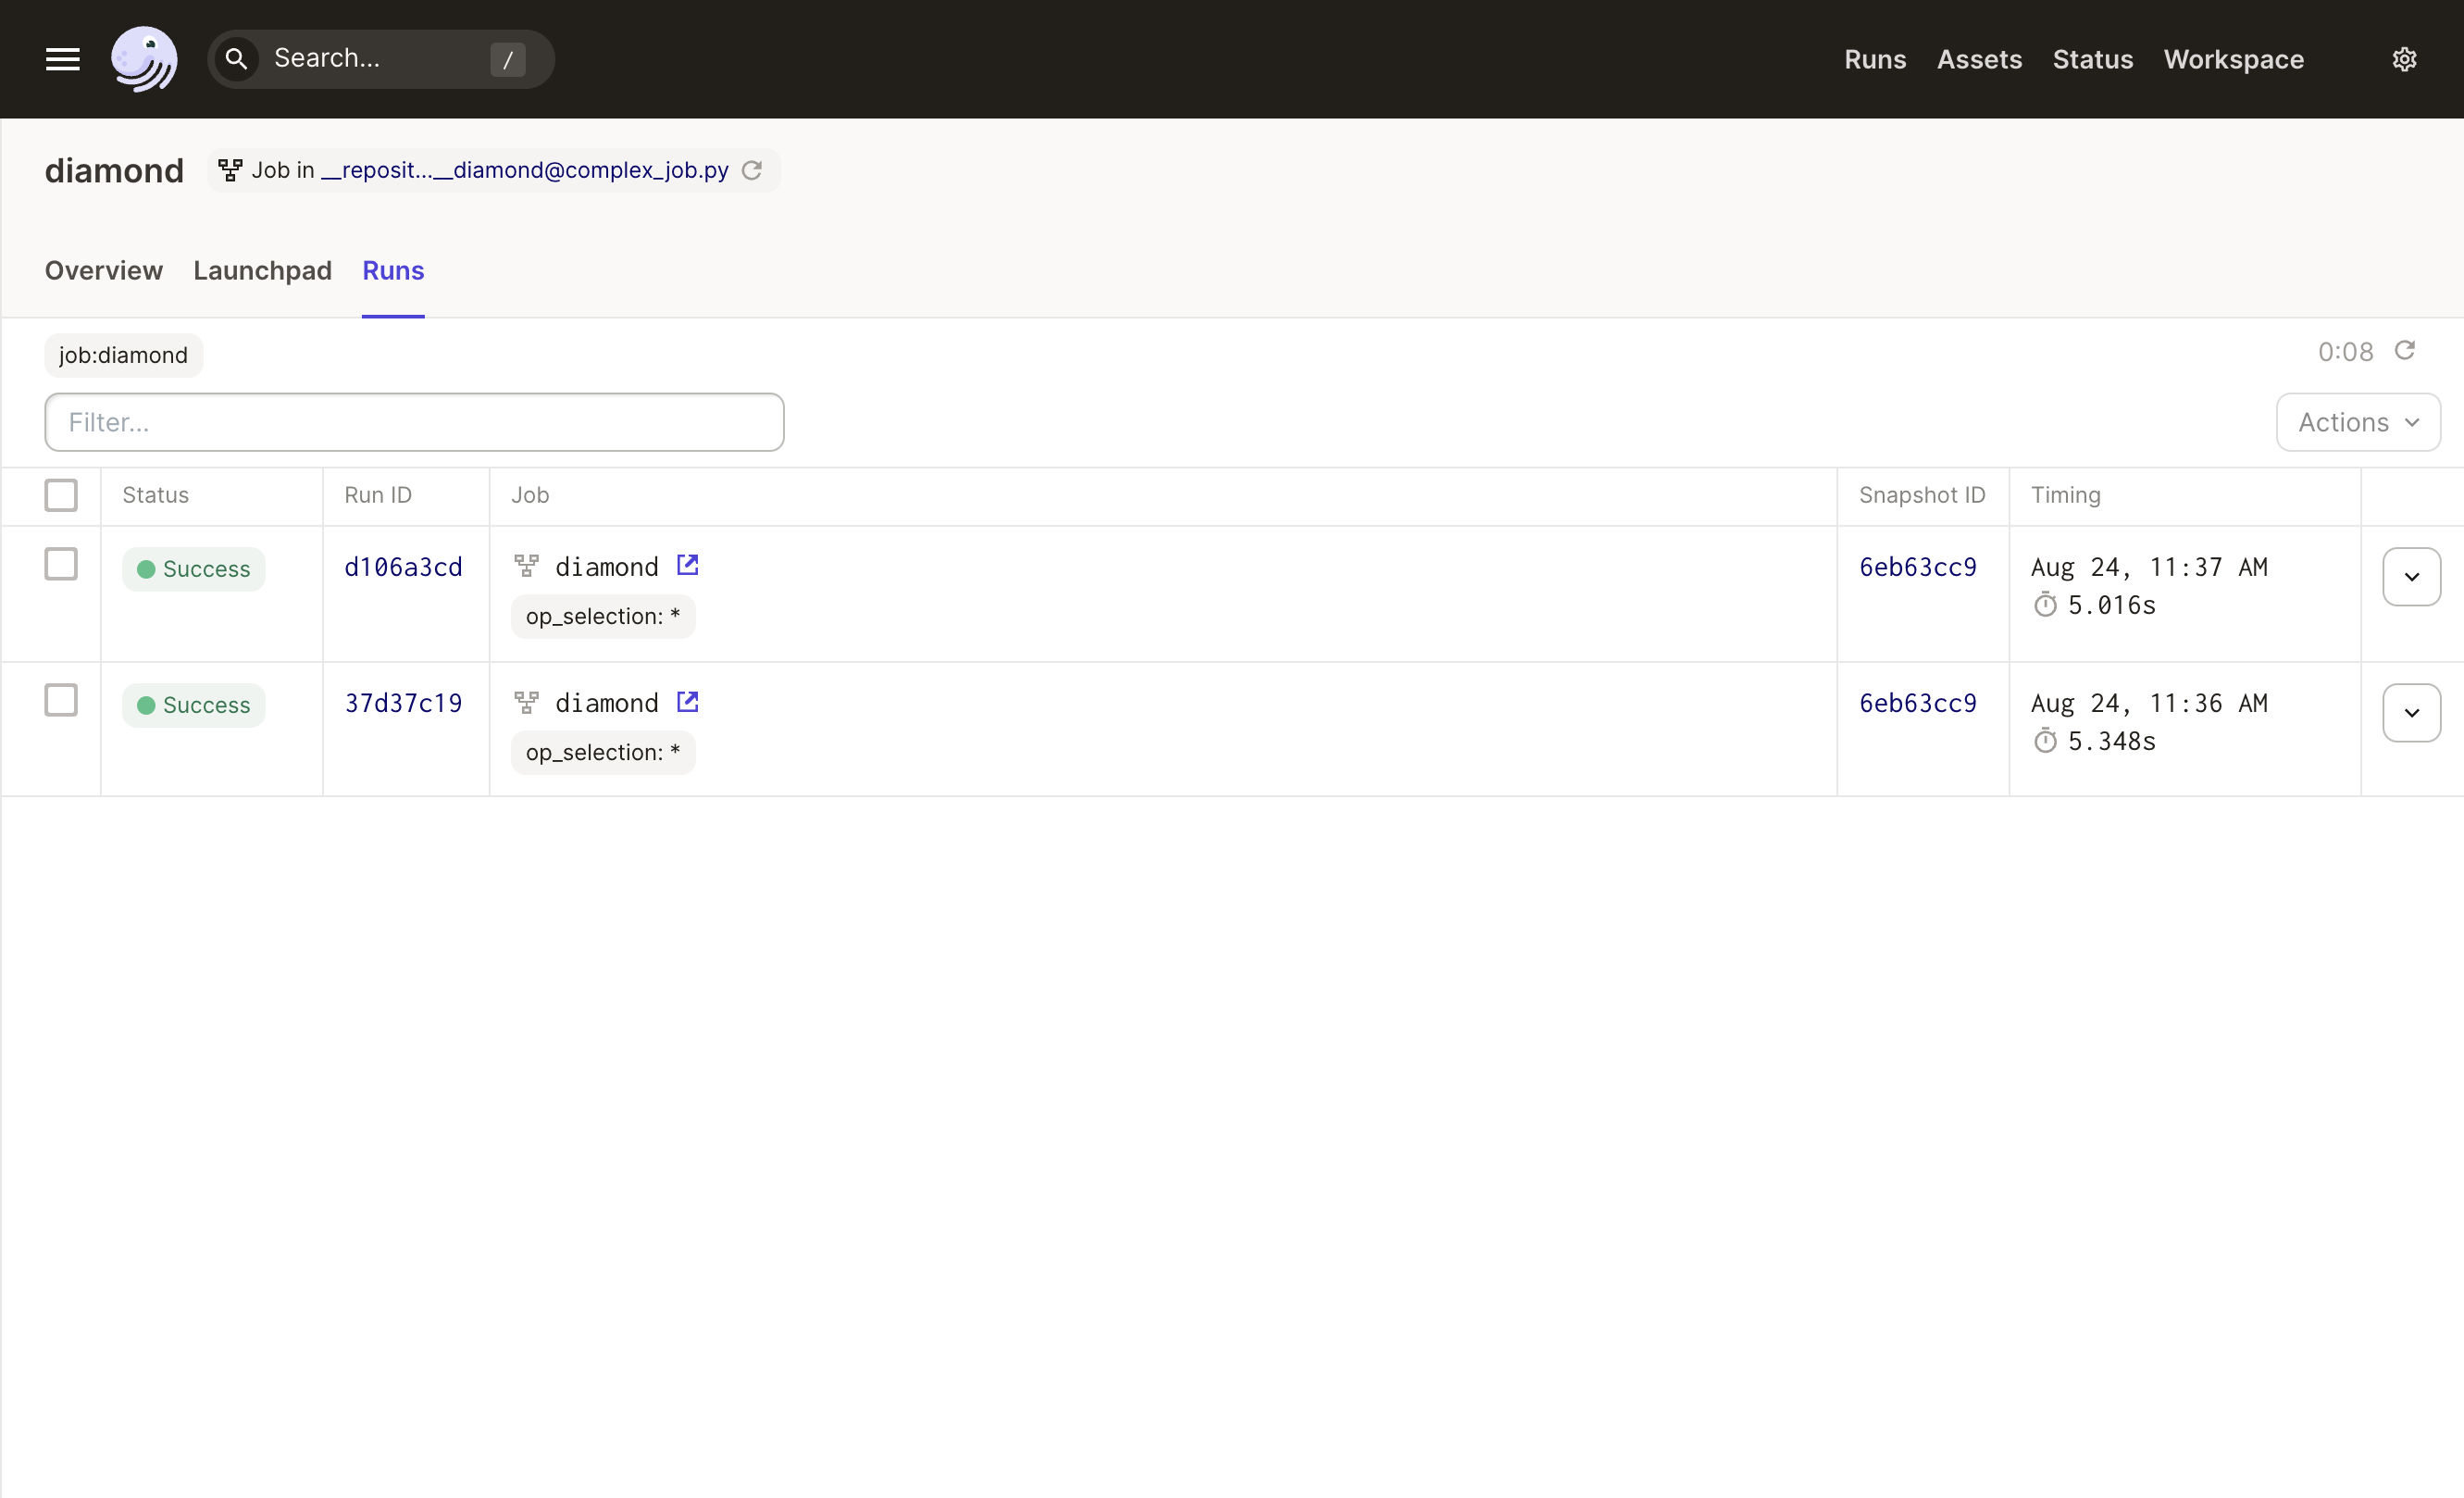 Search... /
Runs Assets Status Workspace
diamond Job in __reposit...__diamond@complex_job.py
Overview Launchpad Runs
job:diamond 0:08
Filter... Actions
Status Run ID Job Snapshot ID Timing
Success d106a3cd diamond 6eb63cc9 Aug 24, 11:37 AM
op_selection: * 5.016s
Success 37d37c19 diamond 6eb63cc9 Aug 24, 11:36 AM
op_selection: * 5.348s